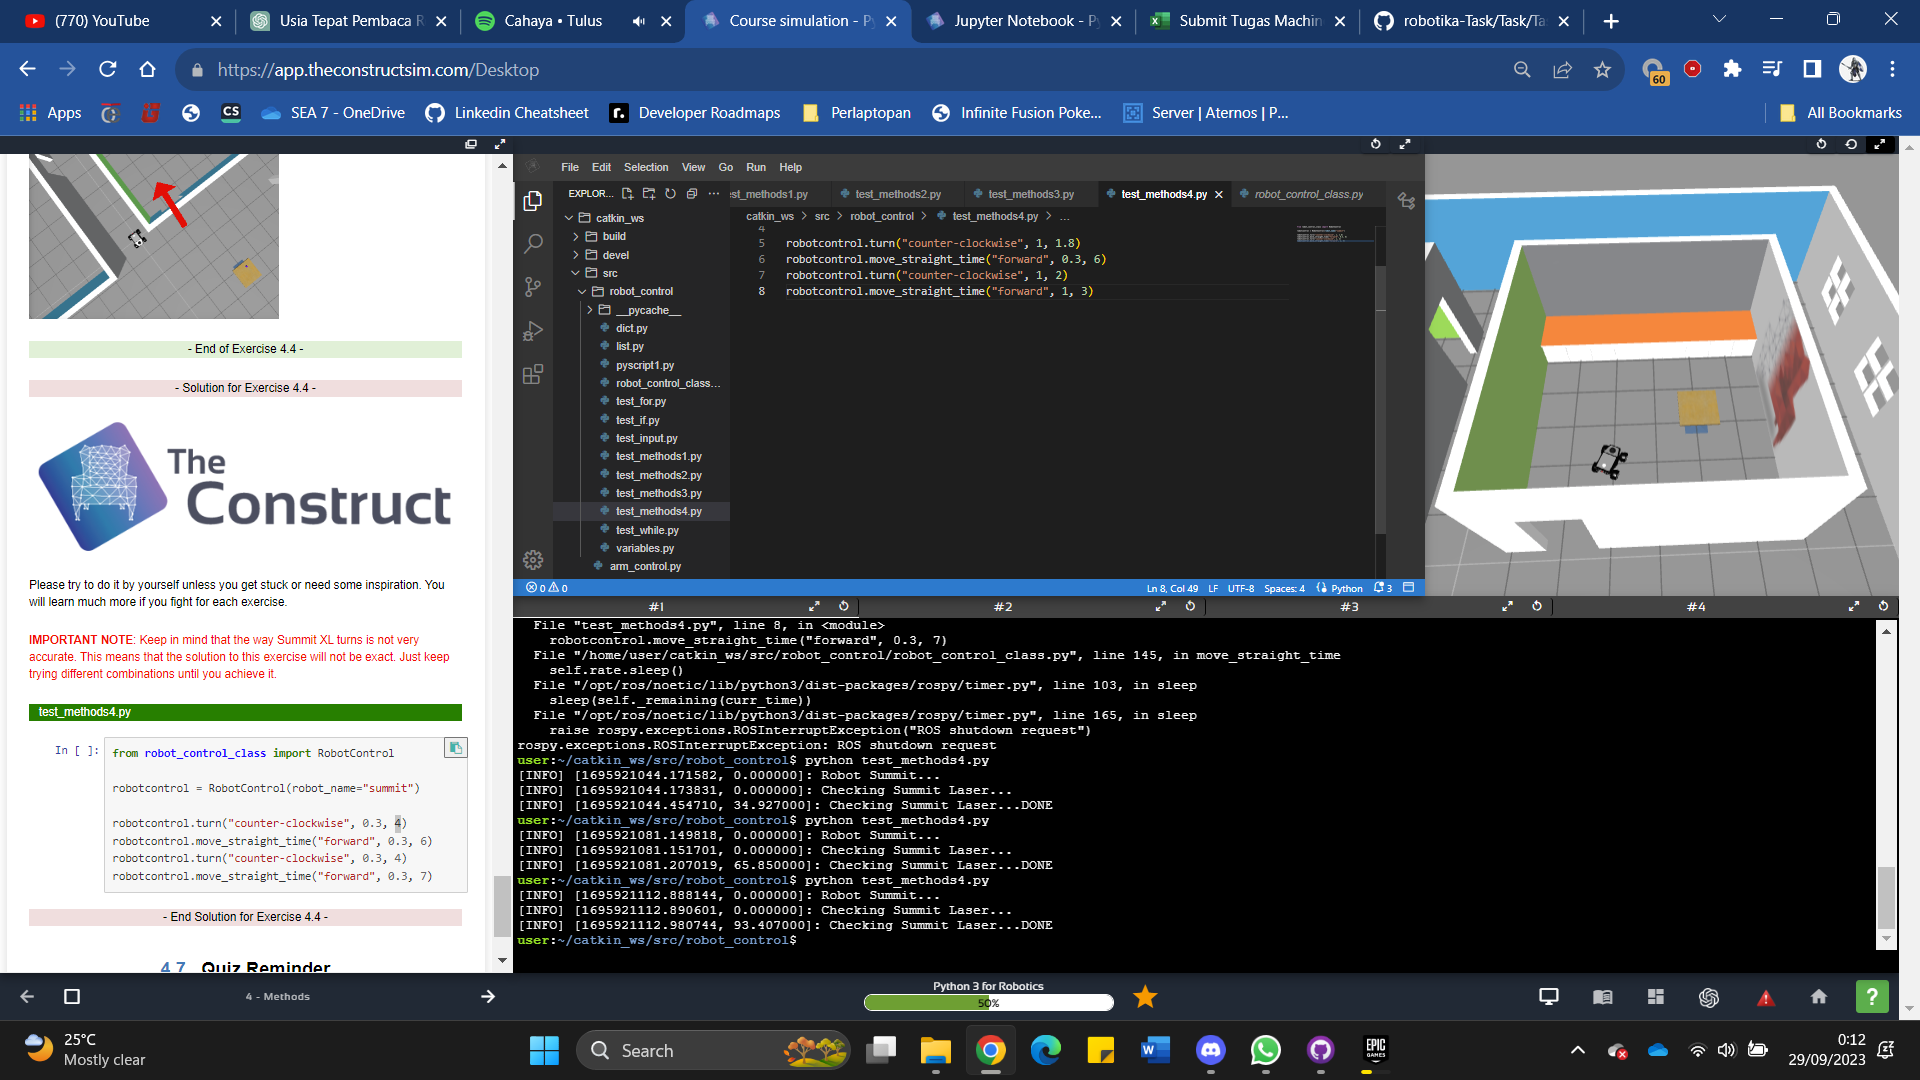 (770) YouTube
Usia Tepat Pembaca R
Cahaya • Tulus
Course simulation - Py
Jupyter Notebook - Py
Submit Tugas Machin
robotika-Task/Task/Ta
https://app.theconstructsim.com/Desktop
60
Apps
CS
SEA 7 - OneDrive
Linkedin Cheatsheet
r.
Developer Roadmaps
Perlaptopan
Infinite Fusion Poke...
Server | Aternos | P...
All Bookmarks
- End of Exercise 4.4 -
- Solution for Exercise 4.4 -
The
Construct
Please try to do it by yourself unless you get stuck or need some inspiration. You
will learn much more if you fight for each exercise.
IMPORTANT NOTE: Keep in mind that the way Summit XL turns is not very
accurate. This means that the solution to this exercise will not be exact. Just keep
trying different combinations until you achieve it.
test_methods4.py
In [ ]:
from robot_control_class import RobotControl
robotcontrol = RobotControl(robot_name="summit")
robotcontrol.turn("counter-clockwise", 0.3, 4)
robotcontrol.move_straight_time("forward", 0.3, 6)
robotcontrol.turn("counter-clockwise", 0.3, 4)
robotcontrol.move_straight_time("forward", 0.3, 7)
- End Solution for Exercise 4.4 -
4.7 Quiz Reminder
File Edit Selection View Go Run Help
EXPLOR...
catkin_ws
build
devel
src
robot_control
__pycache__
dict.py
list.py
pyscript1.py
robot_control_class...
test_for.py
test_if.py
test_input.py
test_methods1.py
test_methods2.py
test_methods3.py
test_methods4.py
test_while.py
variables.py
arm_control.py
est_methods1.py
test_methods2.py
test_methods3.py
test_methods4.py
robot_control_class.py
catkin_ws > src > robot_control > test_methods4.py > ...
4
5 robotcontrol.turn("counter-clockwise", 1, 1.8)
6 robotcontrol.move_straight_time("forward", 0.3, 6)
7 robotcontrol.turn("counter-clockwise", 1, 2)
8 robotcontrol.move_straight_time("forward", 1, 3)
0 0
Ln 8, Col 49 LF UTF-8 Spaces: 4 Python 3
#1
#2
#3
#4
File "test_methods4.py", line 8, in <module>
robotcontrol.move_straight_time("forward", 0.3, 7)
File "/home/user/catkin_ws/src/robot_control/robot_control_class.py", line 145, in move_straight_time
self.rate.sleep()
File "/opt/ros/noetic/lib/python3/dist-packages/rospy/timer.py", line 103, in sleep
sleep(self._remaining(curr_time))
File "/opt/ros/noetic/lib/python3/dist-packages/rospy/timer.py", line 165, in sleep
raise rospy.exceptions.ROSInterruptException("ROS shutdown request")
rospy.exceptions.ROSInterruptException: ROS shutdown request
user:~/catkin_ws/src/robot_control$ python test_methods4.py
[INFO] [1695921044.171582, 0.000000]: Robot Summit...
[INFO] [1695921044.173831, 0.000000]: Checking Summit Laser...
[INFO] [1695921044.454710, 34.927000]: Checking Summit Laser...DONE
user:~/catkin_ws/src/robot_control$ python test_methods4.py
[INFO] [1695921081.149818, 0.000000]: Robot Summit...
[INFO] [1695921081.151701, 0.000000]: Checking Summit Laser...
[INFO] [1695921081.207019, 65.850000]: Checking Summit Laser...DONE
user:~/catkin_ws/src/robot_control$ python test_methods4.py
[INFO] [1695921112.888144, 0.000000]: Robot Summit...
[INFO] [1695921112.890601, 0.000000]: Checking Summit Laser...
[INFO] [1695921112.980744, 93.407000]: Checking Summit Laser...DONE
user:~/catkin_ws/src/robot_control$
4 - Methods
Python 3 for Robotics
50%
?
25°C
Mostly clear
Search
EPIC
GAMES
0:12
29/09/2023